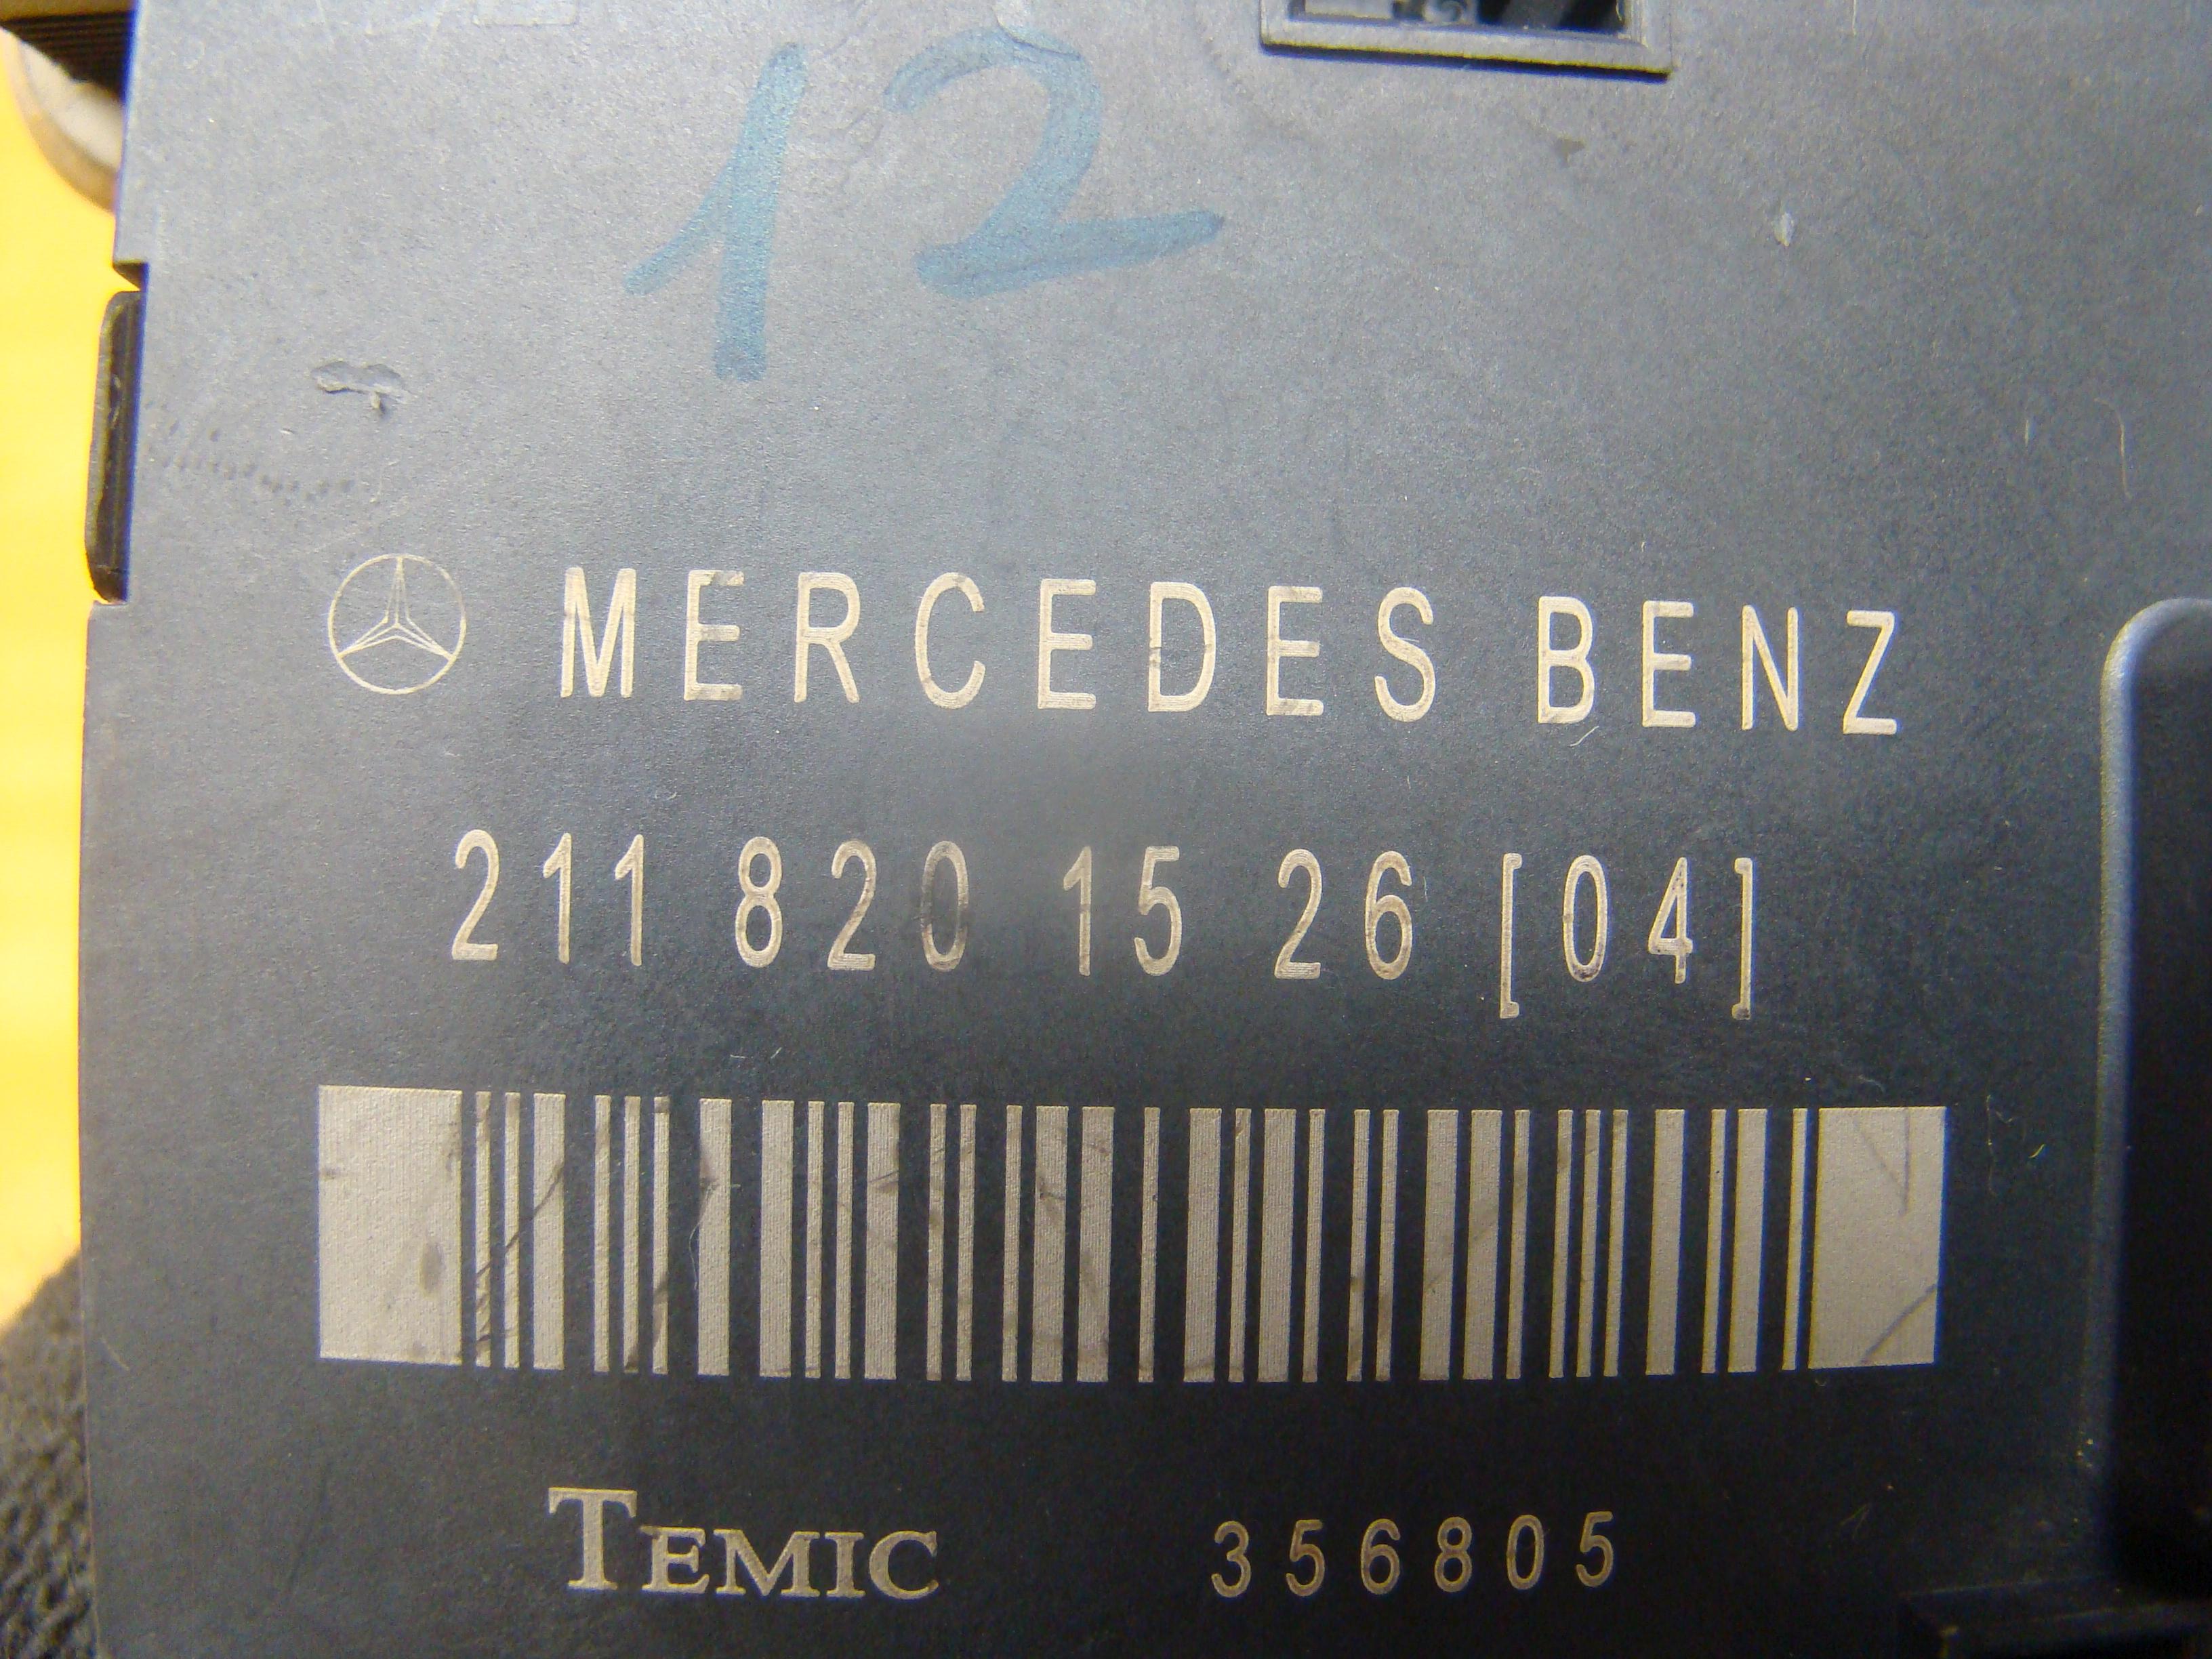 12
MERCEDES BENZ
211 820 15 26 [04]
TEMIC 356805